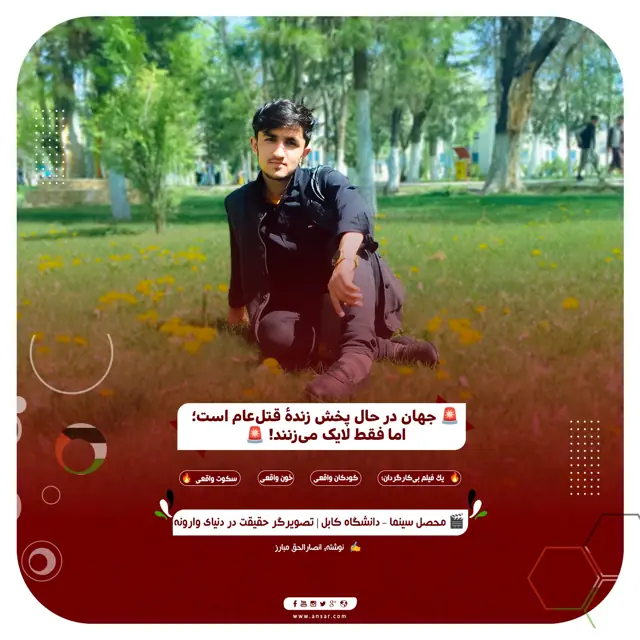 🚨 جهان در حال پخش زندهٔ قتل‌عام است؛
اما فقط لایک می‌زنند! 🚨
🔥 یک فیلم بی‌کارگردان؛ کودکان واقعی خون واقعی سکوت واقعی 🔥
🎬 محصل سینما – دانشگاه کابل | تصویرگر حقیقت در دنیای وارونه
✍️ نوشته‌ انصارالحق مبارز
www.ansar.com